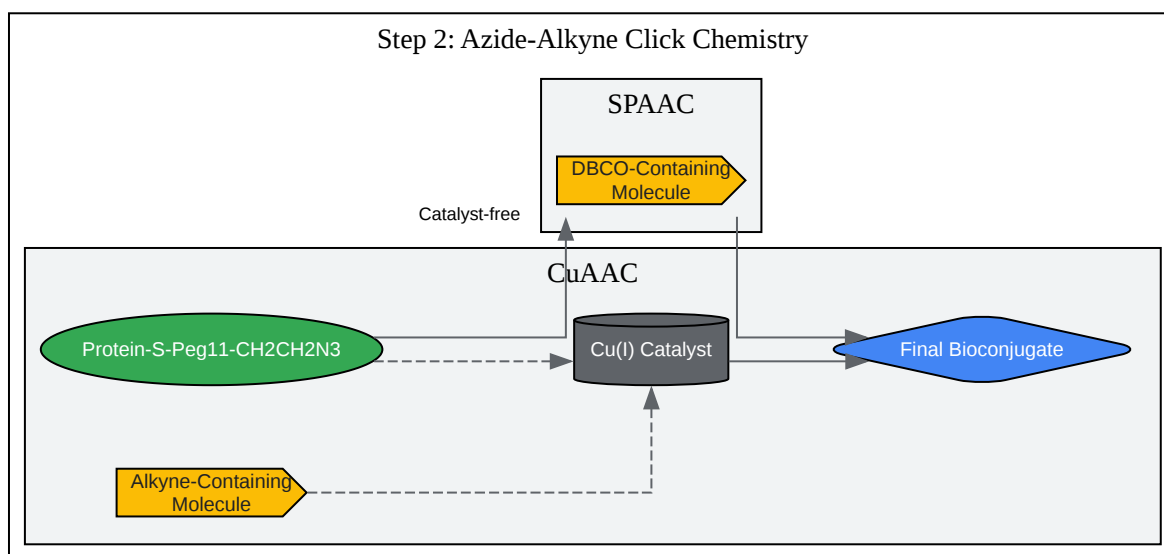 Step 2: Azide-Alkyne Click Chemistry
SPAAC
DBCO-Containing
Molecule
Catalyst-free
CuAAC
Protein-S-Peg11-CH2CH2N3
Cu(I) Catalyst
Final Bioconjugate
Alkyne-Containing
Molecule